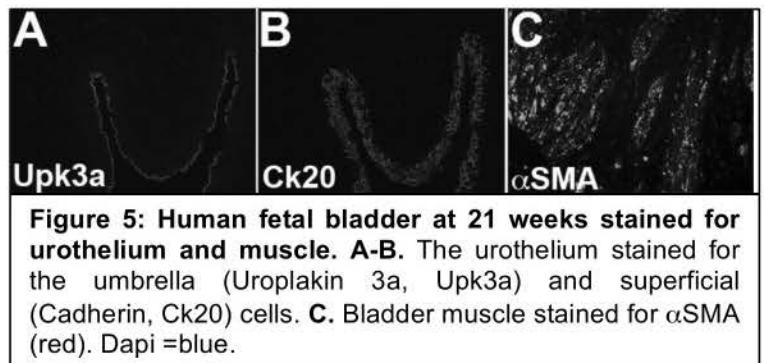 A B C
Upk3a Ck20 αSMA
Figure 5: Human fetal bladder at 21 weeks stained for
urothelium and muscle. A-B. The urothelium stained for
the umbrella (Uroplakin 3a, Upk3a) and superficial
(Cadherin, Ck20) cells. C. Bladder muscle stained for αSMA
(red). Dapi =blue.